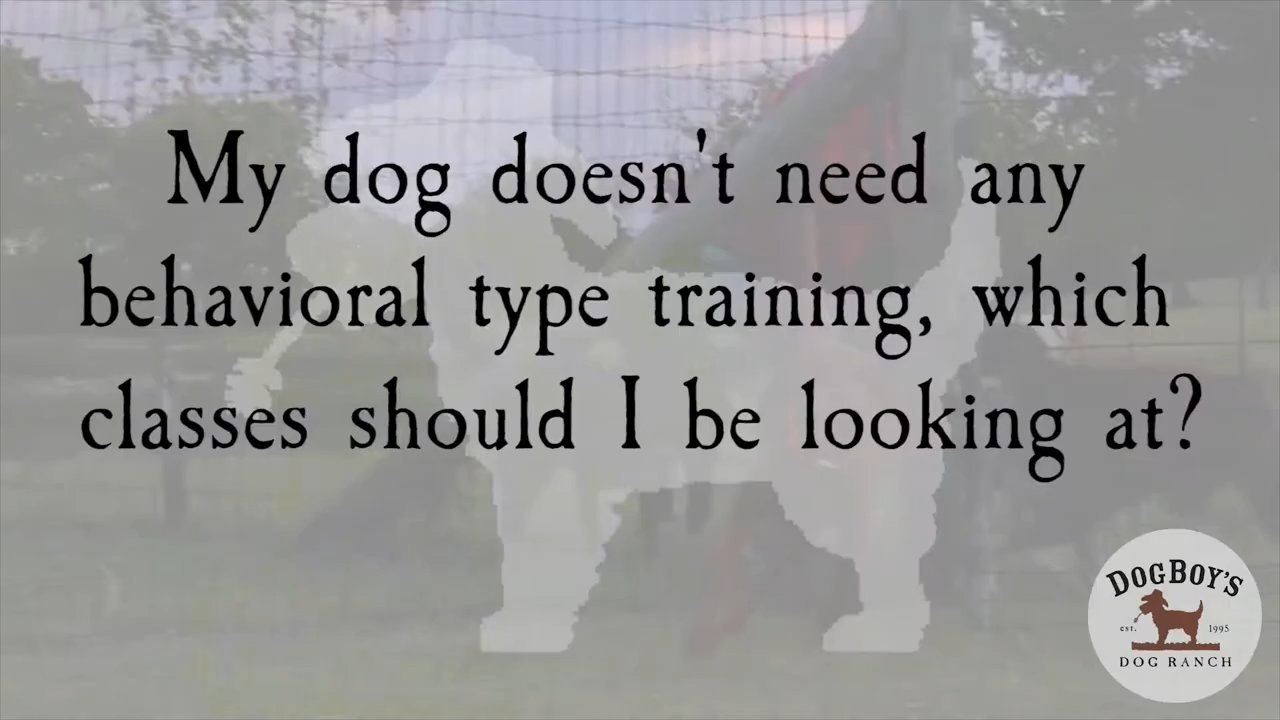 My dog doesn't need any
behavioral type training, which
classes should I be looking at?
DOGBOY'S
est. 1995
DOG RANCH